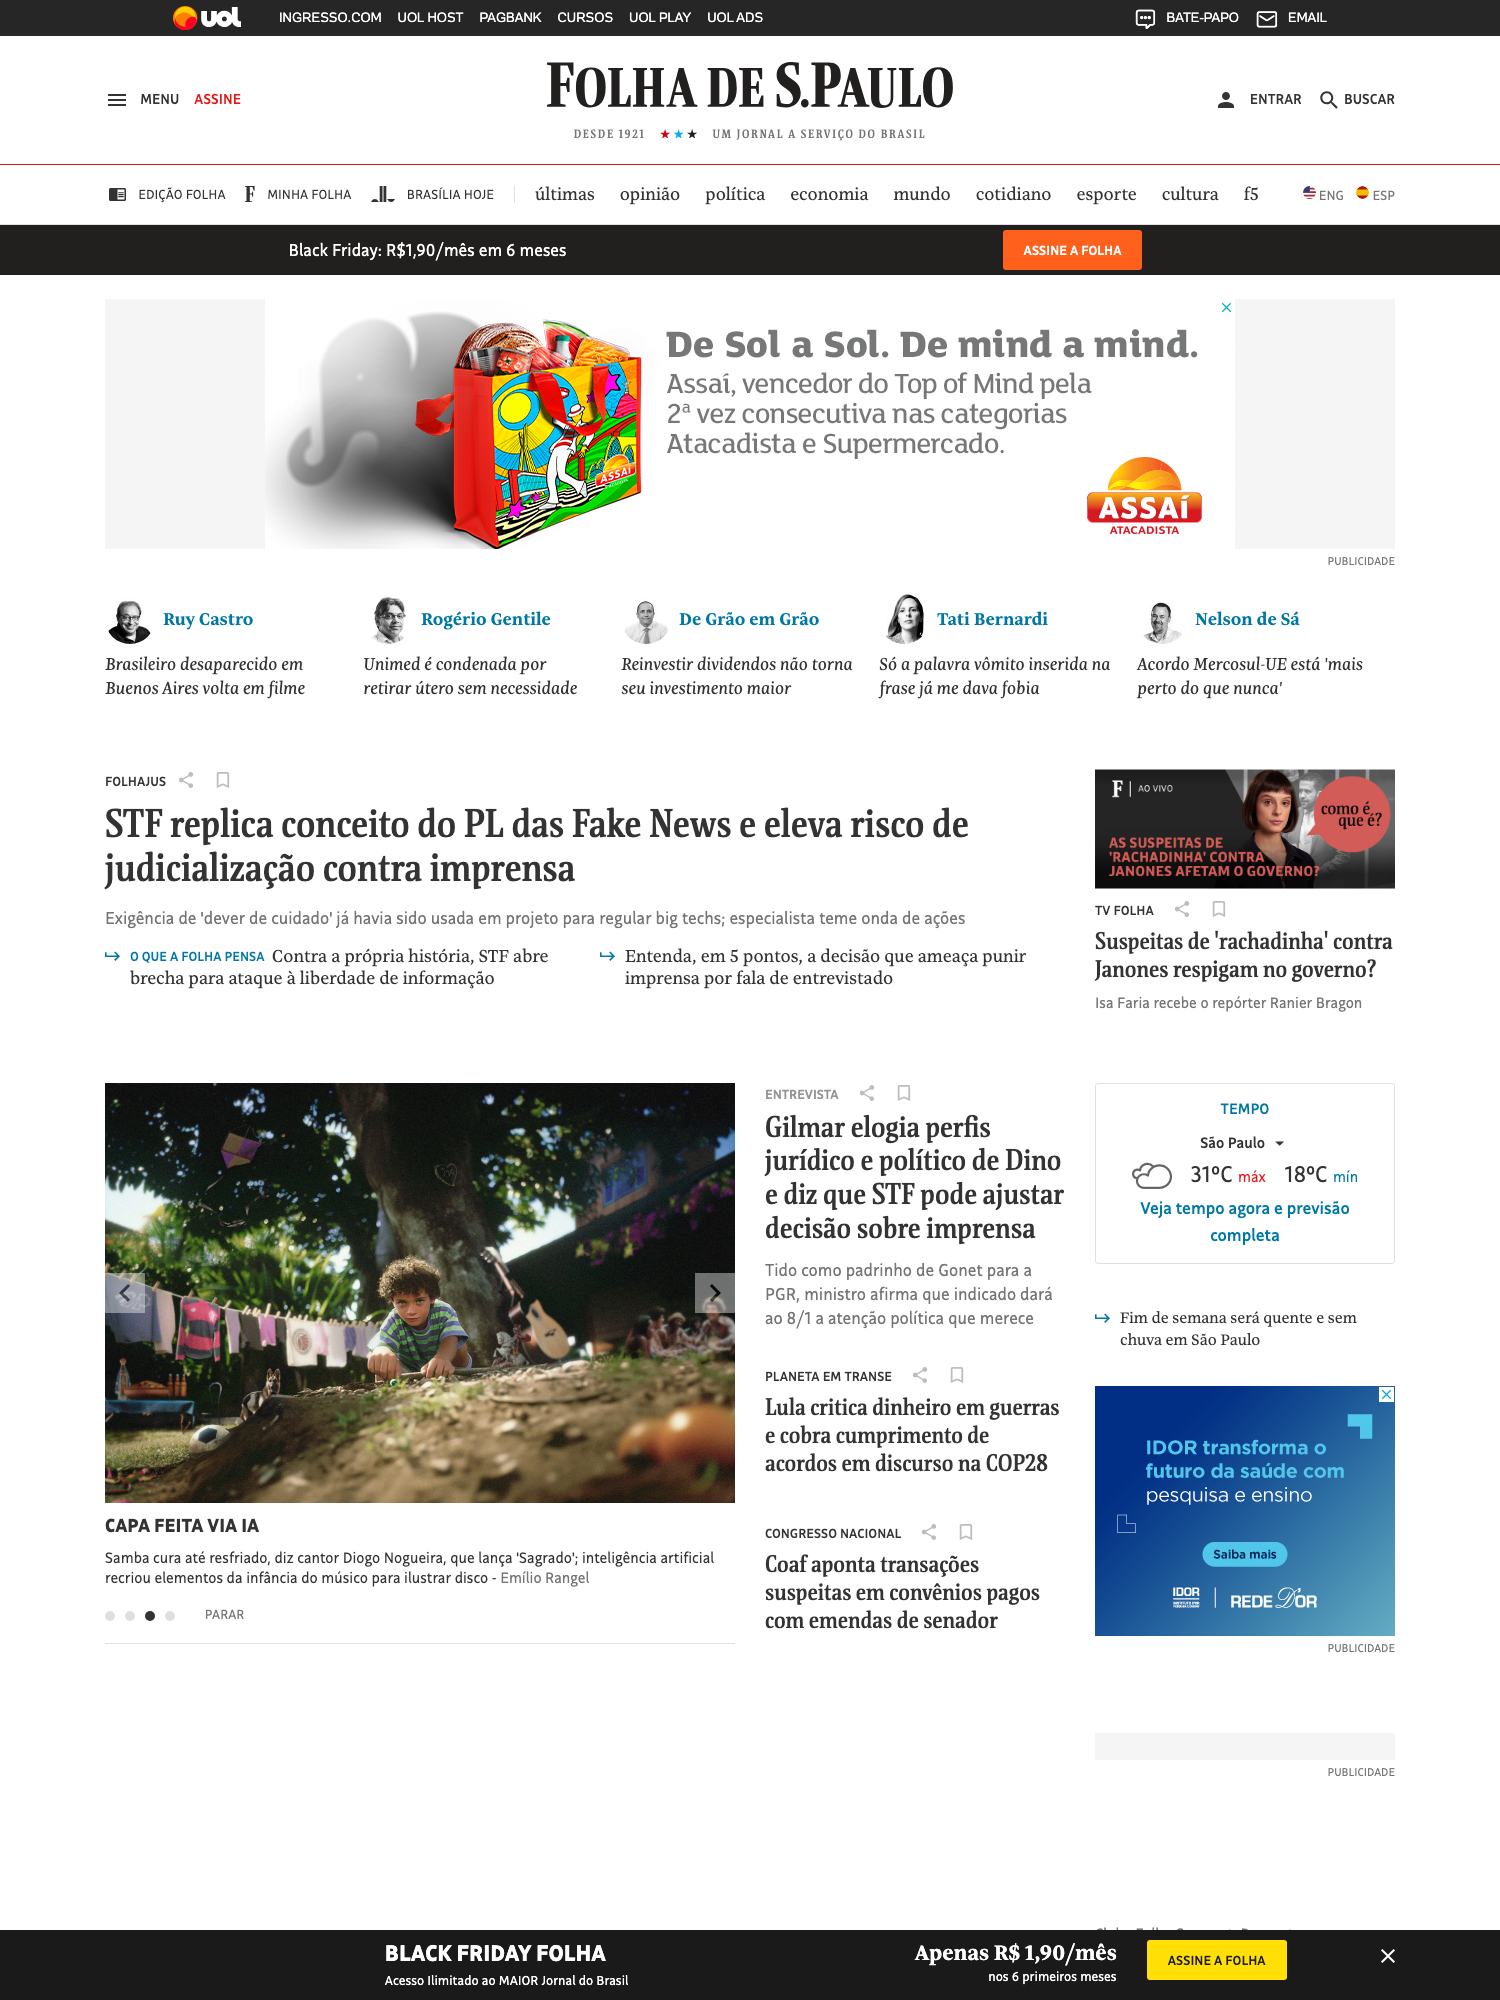 uol
INGRESSO.COM UOL HOST PAGBANK CURSOS UOL PLAY UOL ADS
BATE-PAPO EMAIL
MENU ASSINE
FOLHA DE S.PAULO
ENTRAR BUSCAR
DESDE 1921 ★★★ UM JORNAL A SERVIÇO DO BRASIL
EDIÇÃO FOLHA MINHA FOLHA BRASÍLIA HOJE
últimas opinião política economia mundo cotidiano esporte cultura f5
ENG ESP
Black Friday: R$1,90/mês em 6 meses
ASSINE A FOLHA
De Sol a Sol. De mind a mind.
Assaí, vencedor do Top of Mind pela
2ª vez consecutiva nas categorias
Atacadista e Supermercado.
ASSAÍ
ASSAÍ
ATACADISTA
PUBLICIDADE
Ruy Castro
Brasileiro desaparecido em
Buenos Aires volta em filme
Rogério Gentile
Unimed é condenada por
retirar útero sem necessidade
De Grão em Grão
Reinvestir dividendos não torna
seu investimento maior
Tati Bernardi
Só a palavra vômito inserida na
frase já me dava fobia
Nelson de Sá
Acordo Mercosul-UE está 'mais
perto do que nunca'
FOLHAJUS
STF replica conceito do PL das Fake News e eleva risco de
judicialização contra imprensa
Exigência de 'dever de cuidado' já havia sido usada em projeto para regular big techs; especialista teme onda de ações
O QUE A FOLHA PENSA Contra a própria história, STF abre
brecha para ataque à liberdade de informação
Entenda, em 5 pontos, a decisão que ameaça punir
imprensa por fala de entrevistado
F | AO VIVO
como é
que é?
AS SUSPEITAS DE
'RACHADINHA' CONTRA
JANONES AFETAM O GOVERNO?
TV FOLHA
Suspeitas de 'rachadinha' contra
Janones respigam no governo?
Isa Faria recebe o repórter Ranier Bragon
CAPA FEITA VIA IA
Samba cura até resfriado, diz cantor Diogo Nogueira, que lança 'Sagrado'; inteligência artificial
recriou elementos da infância do músico para ilustrar disco - Emílio Rangel
PARAR
ENTREVISTA
Gilmar elogia perfis
jurídico e político de Dino
e diz que STF pode ajustar
decisão sobre imprensa
Tido como padrinho de Gonet para a
PGR, ministro afirma que indicado dará
ao 8/1 a atenção política que merece
PLANETA EM TRANSE
Lula critica dinheiro em guerras
e cobra cumprimento de
acordos em discurso na COP28
CONGRESSO NACIONAL
Coaf aponta transações
suspeitas em convênios pagos
com emendas de senador
TEMPO
São Paulo
31ºC máx 18ºC mín
Veja tempo agora e previsão
completa
Fim de semana será quente e sem
chuva em São Paulo
IDOR transforma o
futuro da saúde com
pesquisa e ensino
Saiba mais
IDOR
REDE D'OR
PUBLICIDADE
PUBLICIDADE
BLACK FRIDAY FOLHA
Acesso Ilimitado ao MAIOR Jornal do Brasil
Apenas R$ 1,90/mês
nos 6 primeiros meses
ASSINE A FOLHA